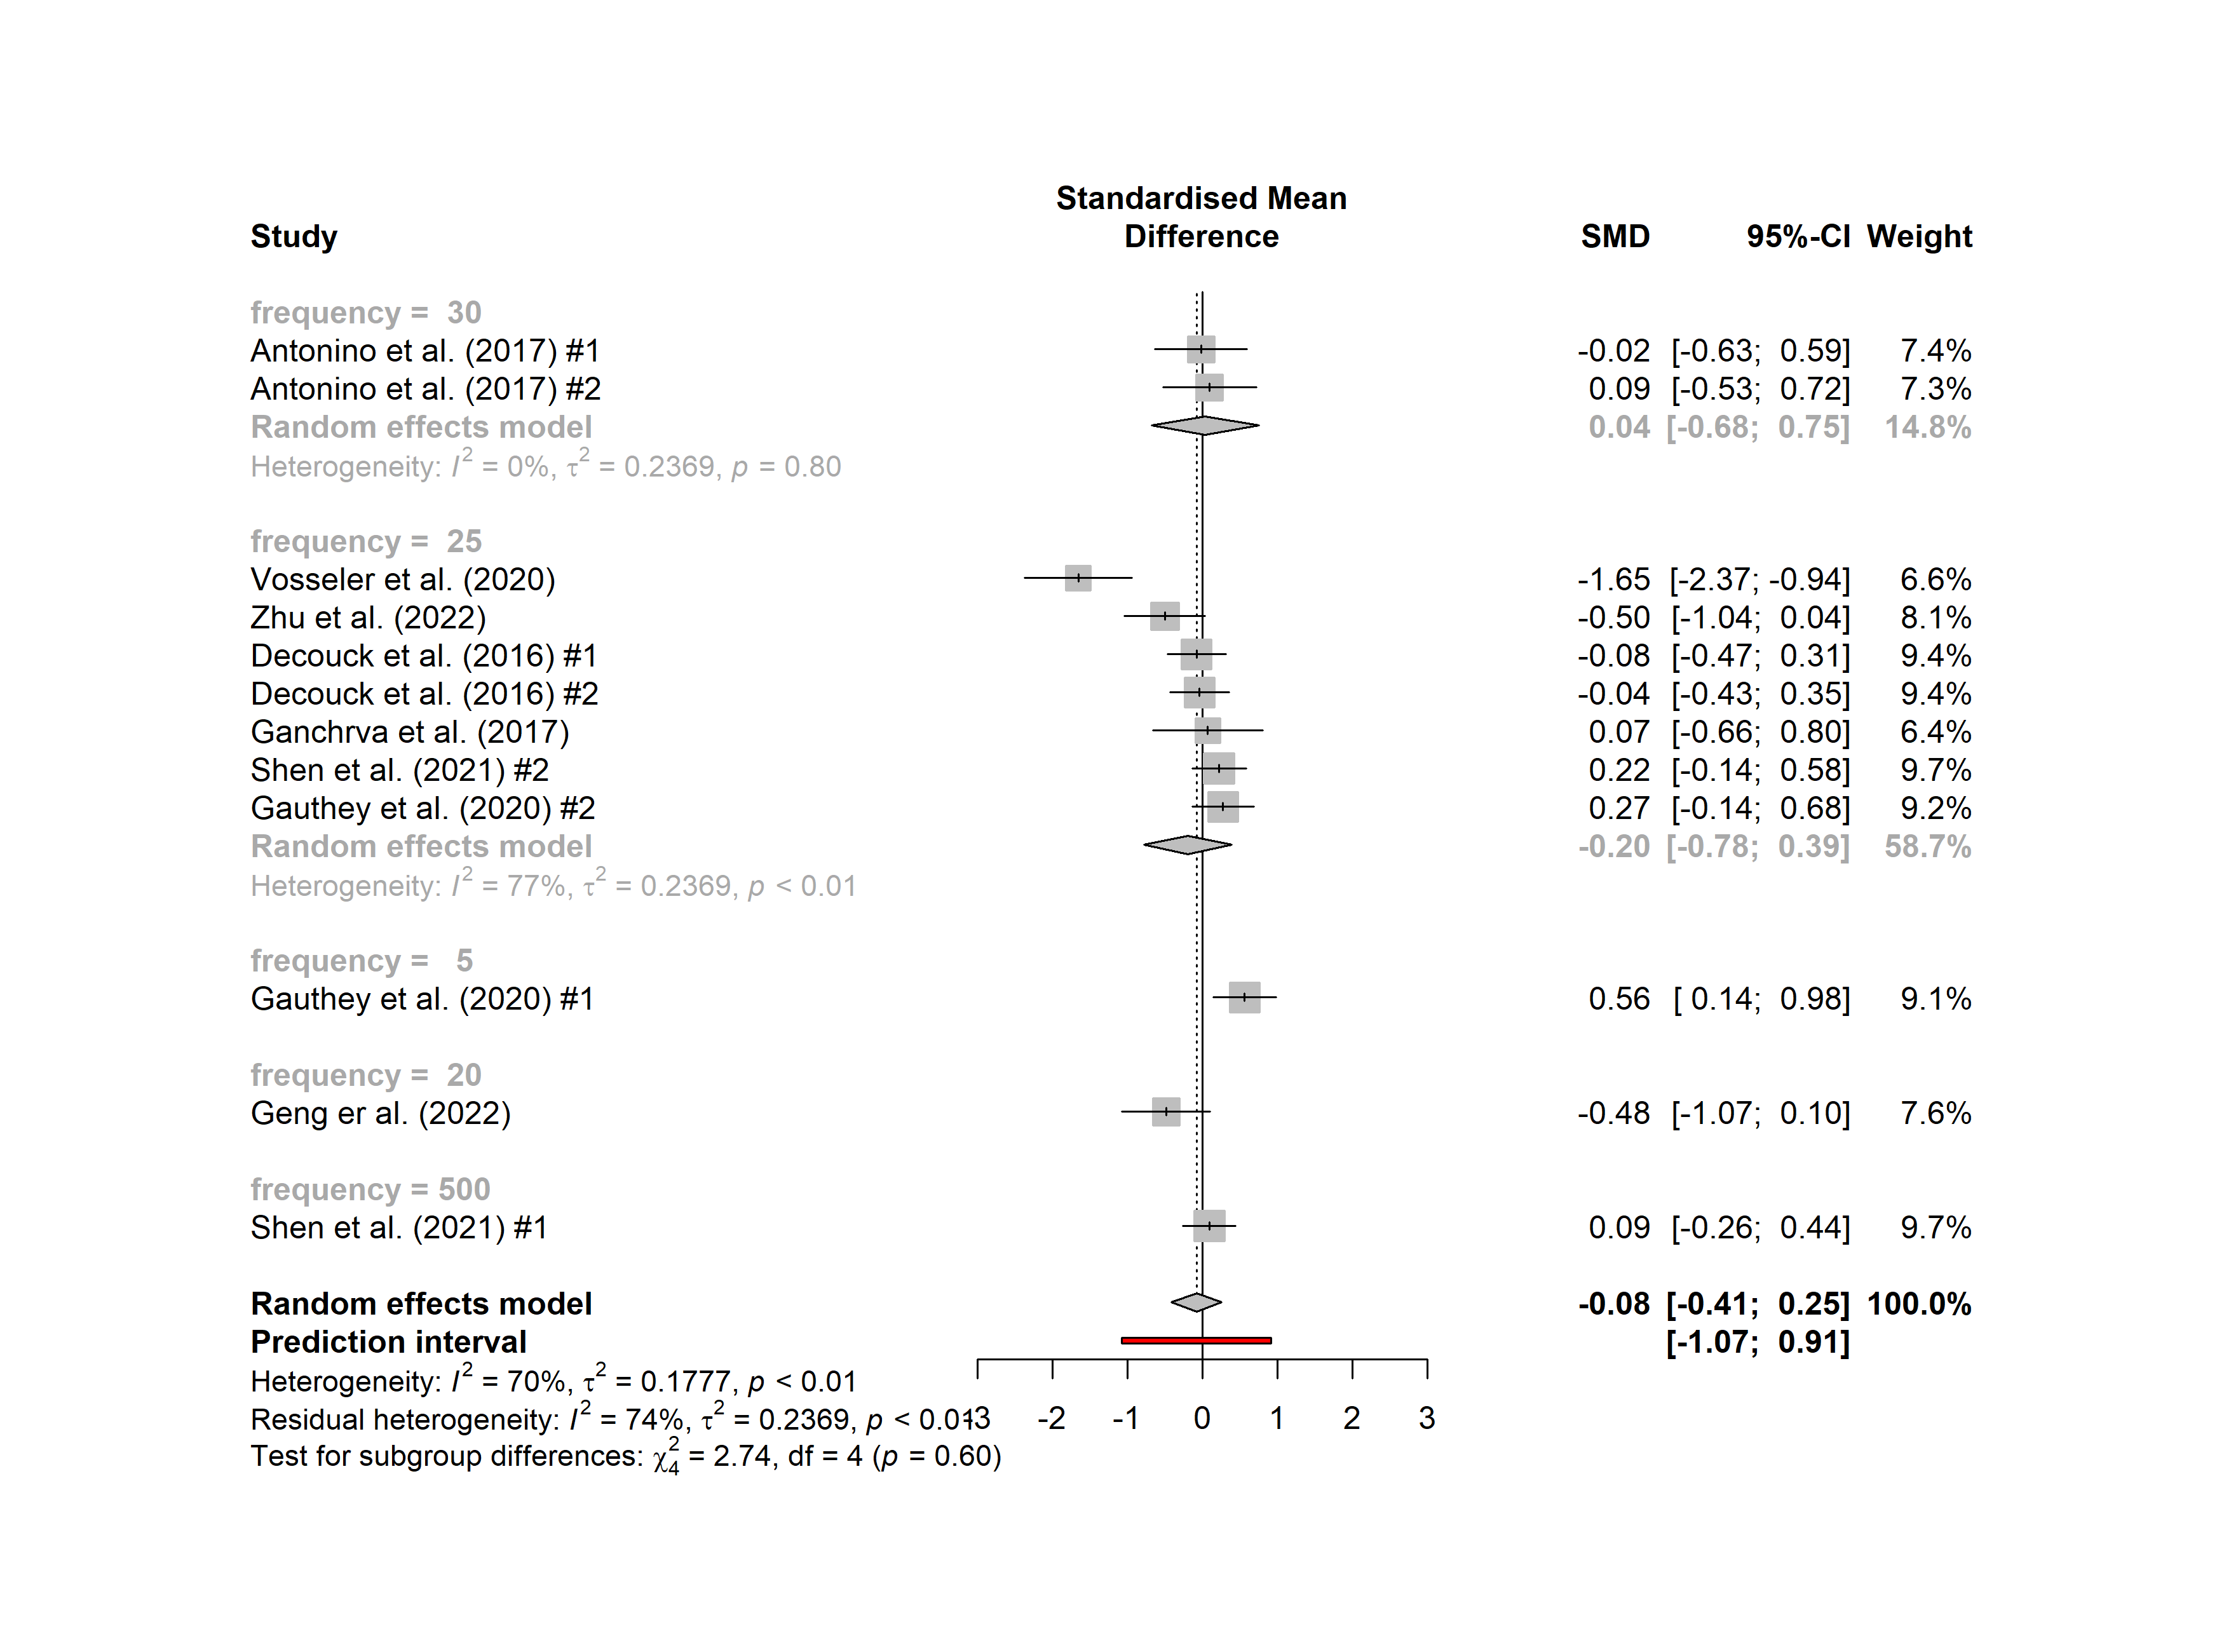 Standardised Mean
Study Difference SMD 95%-CI Weight
frequency = 30
Antonino et al. (2017) #1 -0.02 [-0.63; 0.59] 7.4%
Antonino et al. (2017) #2 0.09 [-0.53; 0.72] 7.3%
Random effects model 0.04 [-0.68; 0.75] 14.8%
Heterogeneity: I² = 0%, τ² = 0.2369, p = 0.80
frequency = 25
Vosseler et al. (2020) -1.65 [-2.37; -0.94] 6.6%
Zhu et al. (2022) -0.50 [-1.04; 0.04] 8.1%
Decouck et al. (2016) #1 -0.08 [-0.47; 0.31] 9.4%
Decouck et al. (2016) #2 -0.04 [-0.43; 0.35] 9.4%
Ganchrva et al. (2017) 0.07 [-0.66; 0.80] 6.4%
Shen et al. (2021) #2 0.22 [-0.14; 0.58] 9.7%
Gauthey et al. (2020) #2 0.27 [-0.14; 0.68] 9.2%
Random effects model -0.20 [-0.78; 0.39] 58.7%
Heterogeneity: I² = 77%, τ² = 0.2369, p < 0.01
frequency = 5
Gauthey et al. (2020) #1 0.56 [ 0.14; 0.98] 9.1%
frequency = 20
Geng er al. (2022) -0.48 [-1.07; 0.10] 7.6%
frequency = 500
Shen et al. (2021) #1 0.09 [-0.26; 0.44] 9.7%
Random effects model -0.08 [-0.41; 0.25] 100.0%
Prediction interval [-1.07; 0.91]
Heterogeneity: I² = 70%, τ² = 0.1777, p < 0.01
Residual heterogeneity: I² = 74%, τ² = 0.2369, p < 0.01 -3 -2 -1 0 1 2 3
Test for subgroup differences: χ²₄ = 2.74, df = 4 (p = 0.60)